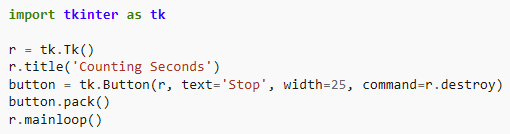 import tkinter as tk
r = tk.Tk()
r.title('Counting Seconds')
button = tk.Button(r, text='Stop', width=25, command=r.destroy)
button.pack()
r.mainloop()